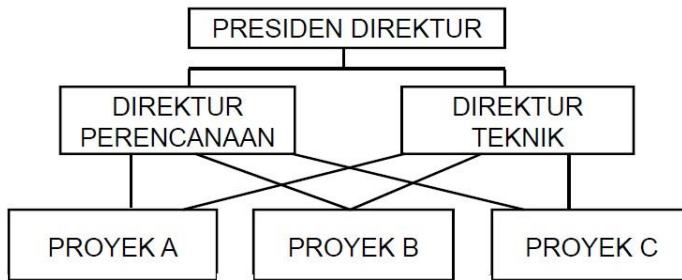 PRESIDEN DIREKTUR
DIREKTUR
PERENCANAAN
DIREKTUR
TEKNIK
PROYEK A
PROYEK B
PROYEK C